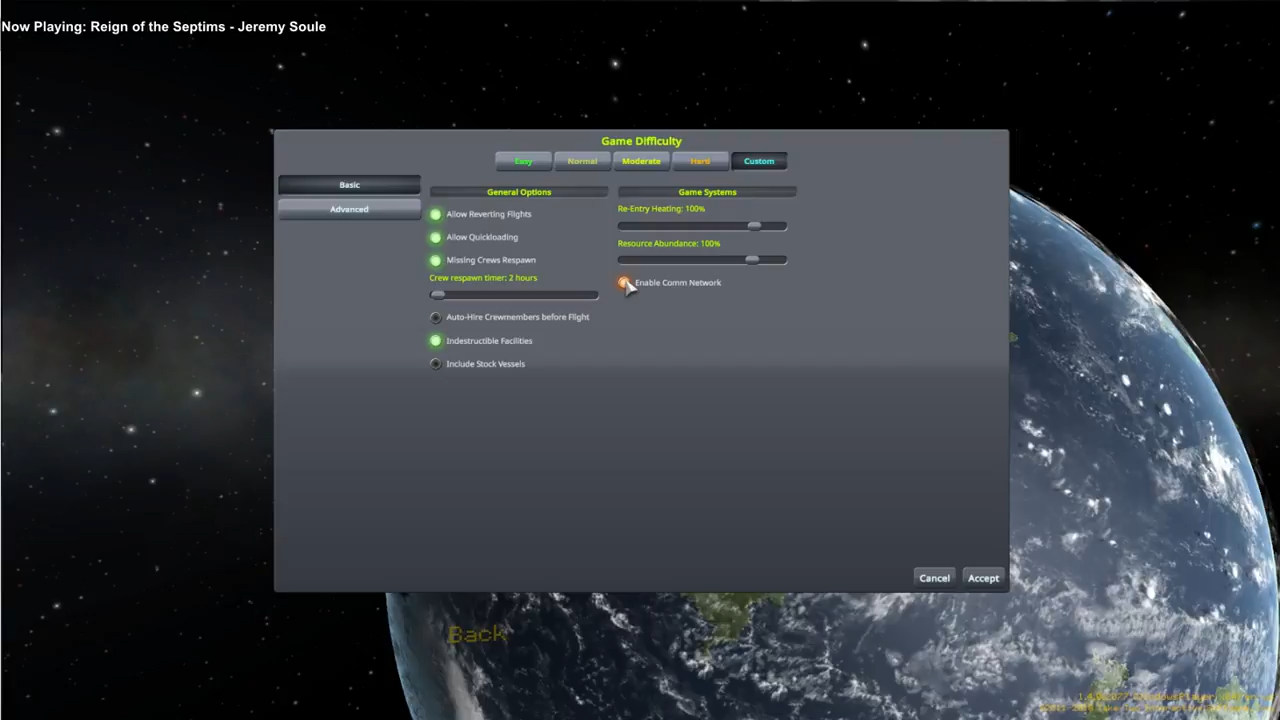 Now Playing: Reign of the Septims - Jeremy Soule
Game Difficulty
Easy
Normal
Moderate
Hard
Custom
Basic
Advanced
General Options
Allow Reverting Flights
Allow Quickloading
Missing Crews Respawn
Crew respawn timer: 2 hours
Auto-Hire Crewmembers before Flight
Indestructible Facilities
Include Stock Vessels
Game Systems
Re-Entry Heating: 100%
Resource Abundance: 100%
Enable Comm Network
Cancel
Accept
Back